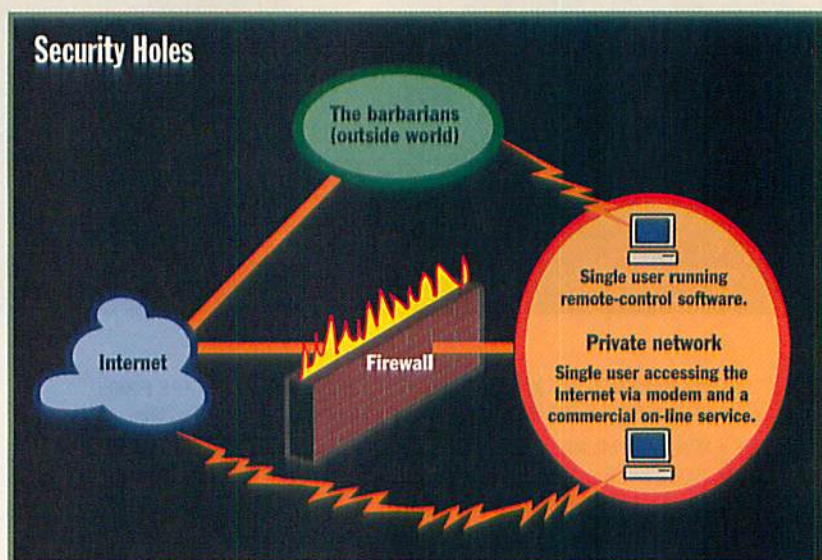 Security Holes
The barbarians
(outside world)
Single user running
remote-control software.
Internet
Firewall
Private network
Single user accessing the
Internet via modem and a
commercial on-line service.